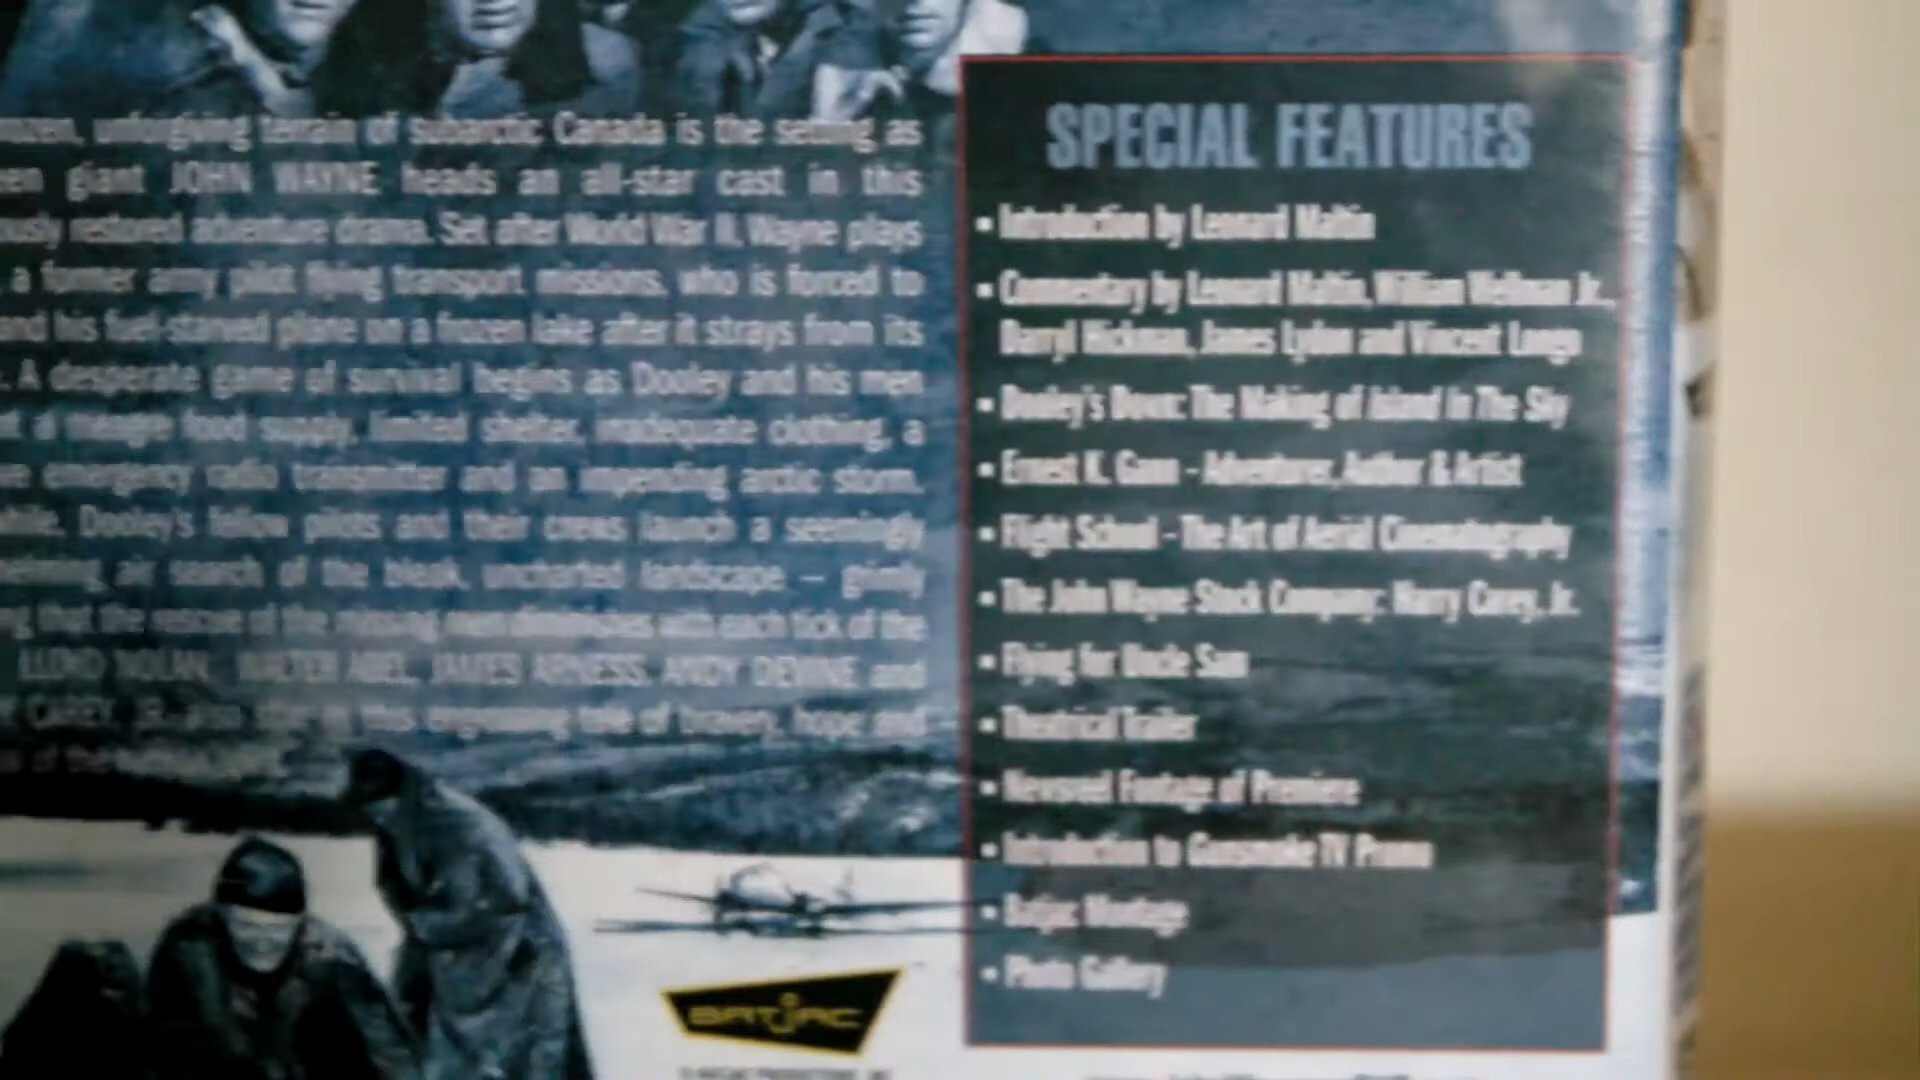 unforgiving terrain of subarctic Canada is the setting as
giant JOHN WAYNE heads an all-star cast in this
restored adventure drama. Set after World War II, Wayne plays
a former army pilot flying transport missions, who is forced to
his fuel-starved plane on a frozen lake after it strays from its
A desperate game of survival begins as Dooley and his men
a meager food supply, limited shelter, inadequate clothing, a
emergency radio transmitter and an impending arctic storm.
Dooley's fellow pilots and their crews launch a seemingly
air search of the bleak, uncharted landscape — grimly
that the rescue of the missing men diminishes with each tick of the
LLOYD NOLAN, WALTER ABEL, JAMES ARNESS, ANDY DEVINE and
CAREY, JR. also star in this engrossing tale of bravery, hope and
of the
BATJAC
SPECIAL FEATURES
• Introduction by Leonard Maltin
• Commentary by Leonard Maltin, William Wellman Jr.,
Darryl Hickman, James Lydon and Vincent Longo
• Dooley's Down: The Making of Island In The Sky
• Ernest K. Gann - Adventurer, Author & Artist
• Flight School - The Art of Aerial Cinematography
• The John Wayne Stock Company: Harry Carey, Jr.
• Flying for Uncle Sam
• Theatrical Trailer
• Newsreel Footage of Premiere
• Introduction to Gunsmoke TV Promo
• Batjac Montage
• Photo Gallery